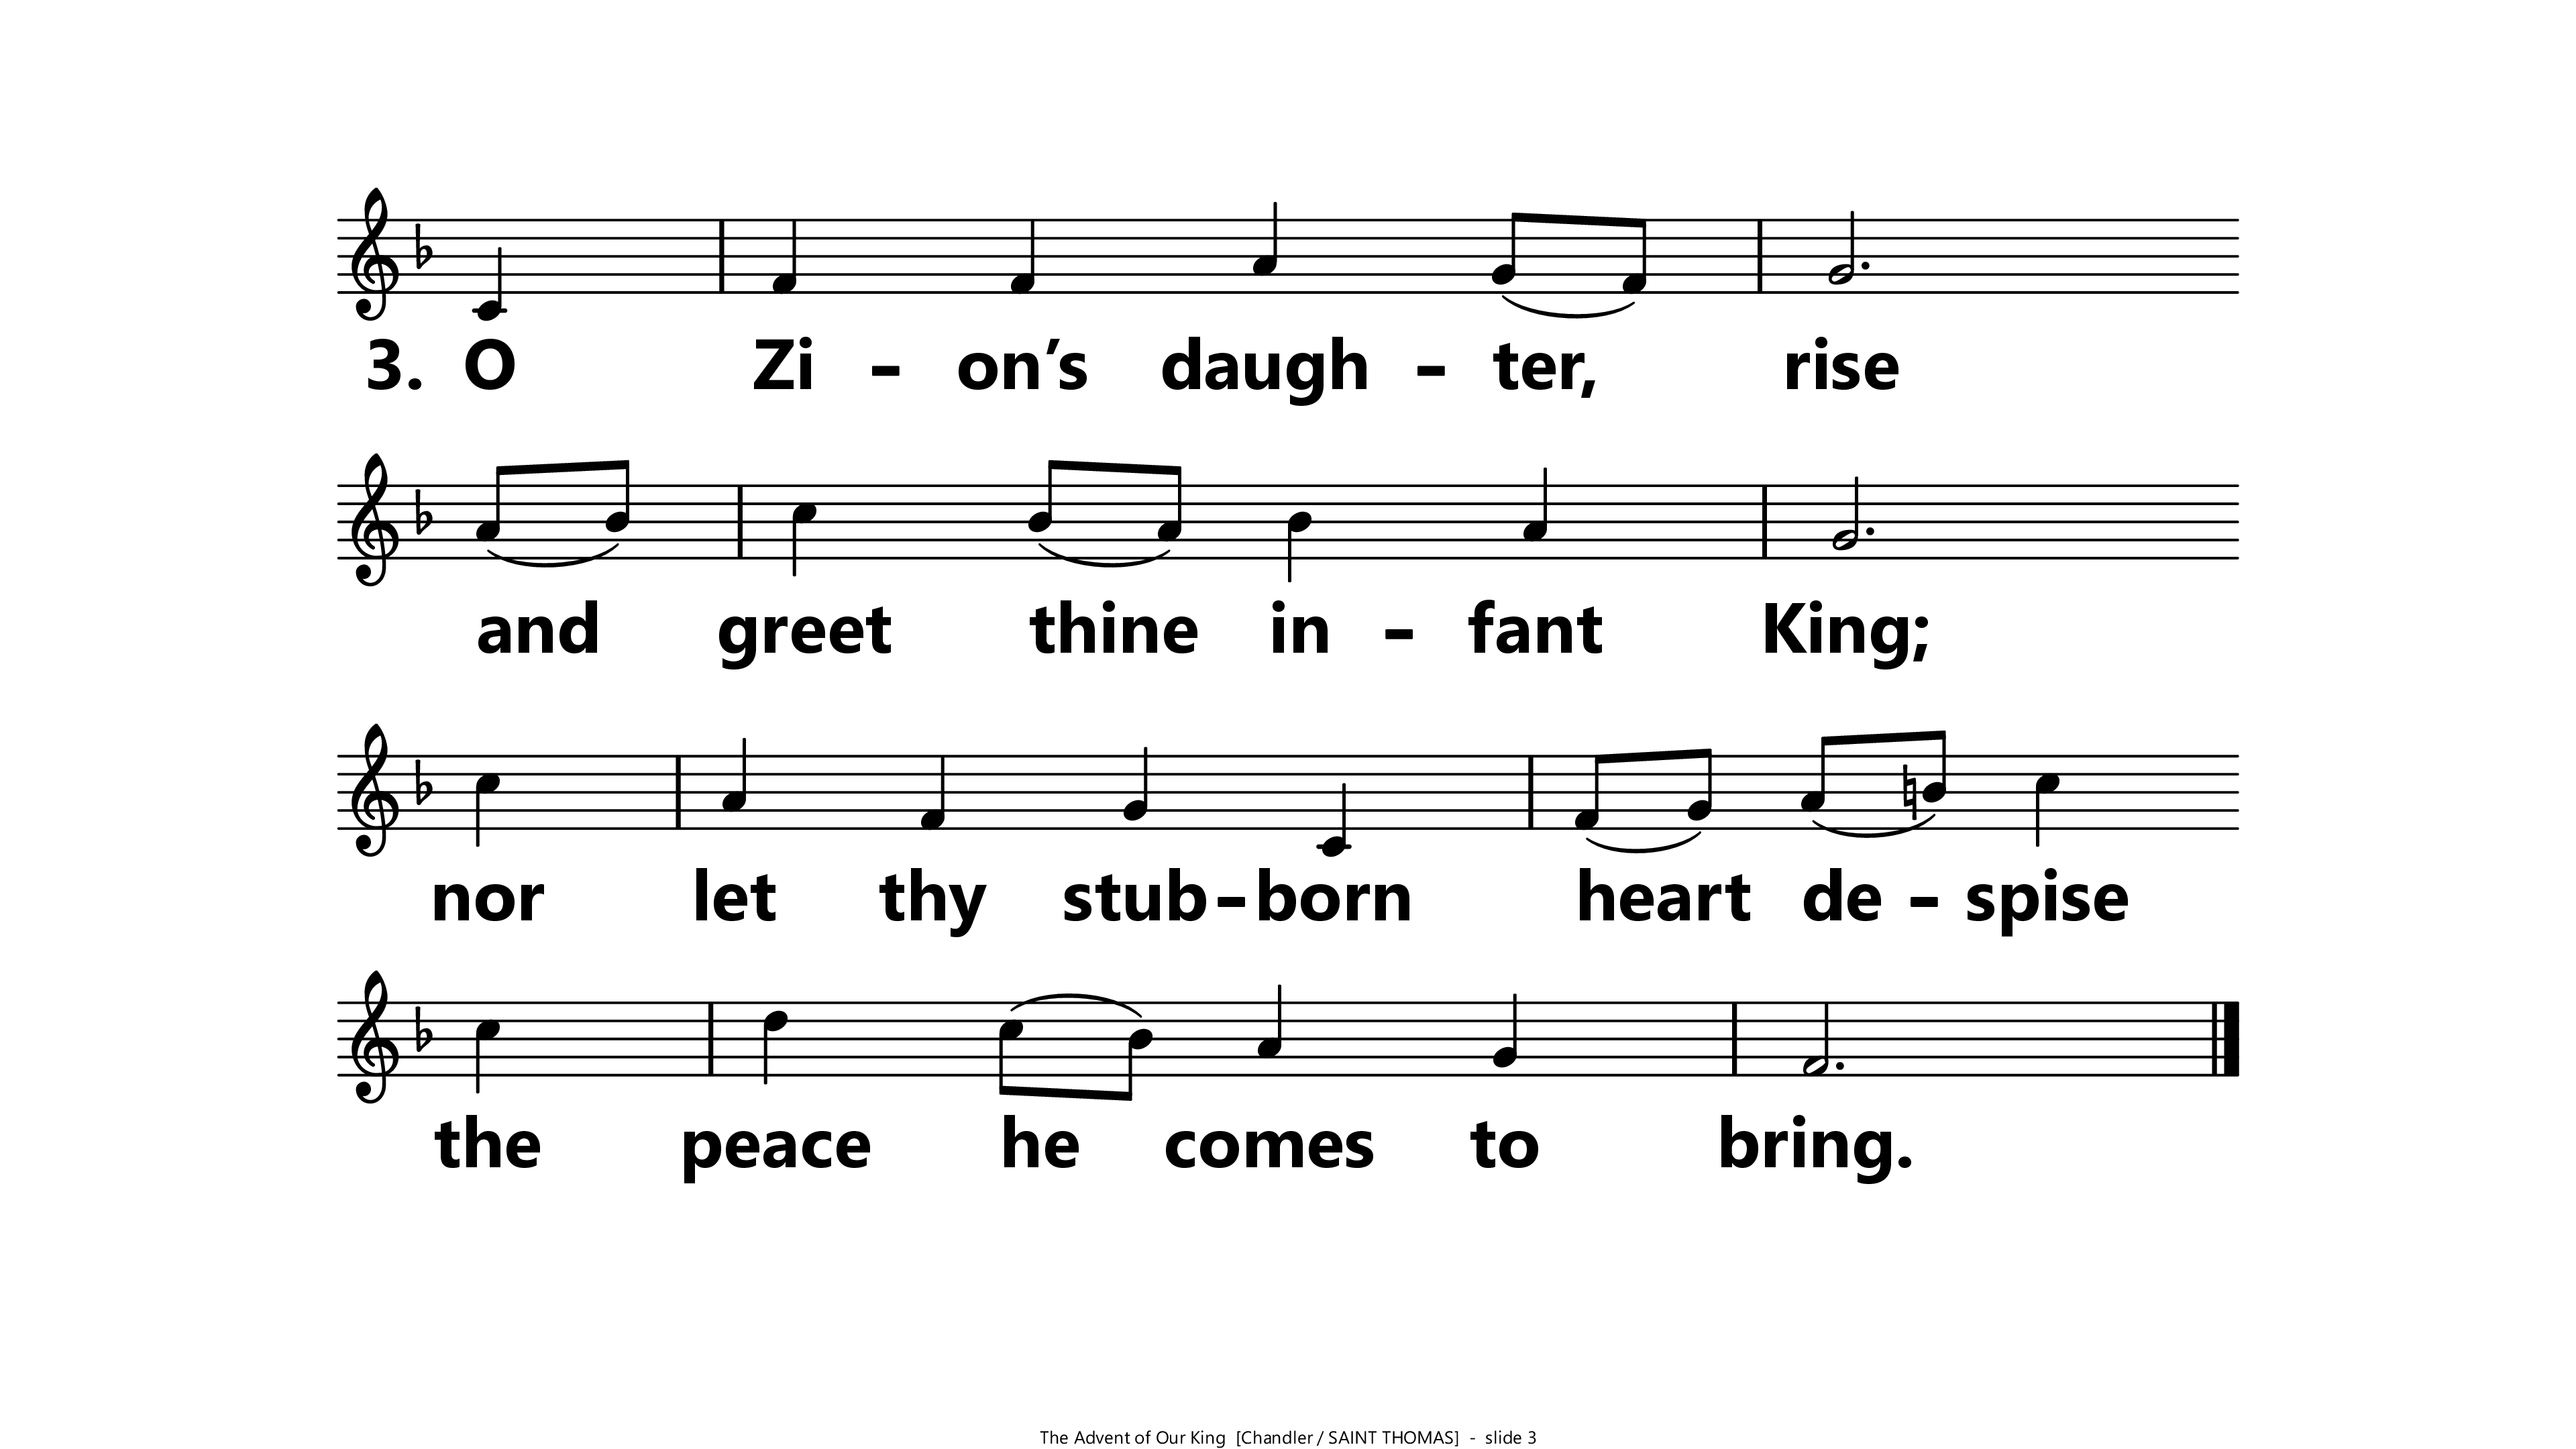 3. O Zi - on’s daugh - ter, rise
and greet thine in - fant King;
nor let thy stub-born heart de - spise
the peace he comes to bring.
The Advent of Our King [Chandler / SAINT THOMAS] - slide 3